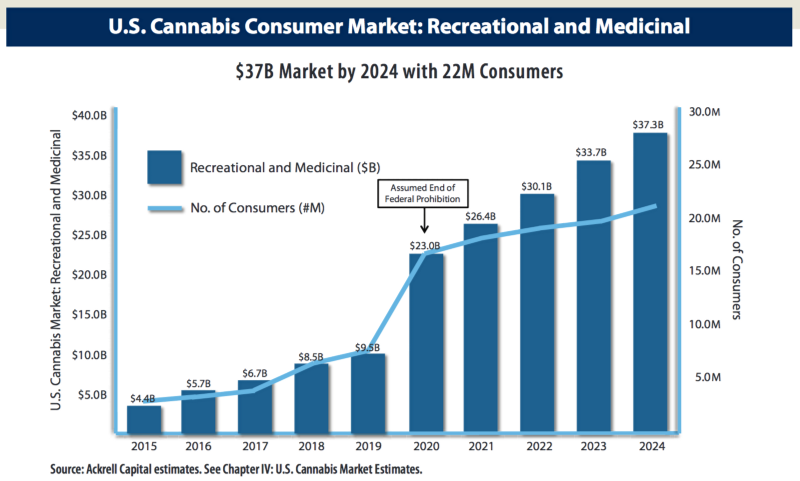 U.S. Cannabis Consumer Market: Recreational and Medicinal
$37B Market by 2024 with 22M Consumers
U.S. Cannabis Market: Recreational and Medicinal
$40.0B
$35.0B
$30.0B
$25.0B
$20.0B
$15.0B
$10.0B
$5.0B
Recreational and Medicinal ($B)
No. of Consumers (#M)
Assumed End of
Federal Prohibition
$4.4B
$5.7B
$6.7B
$8.5B
$9.5B
$23.0B
$26.4B
$30.1B
$33.7B
$37.3B
30.0M
25.0M
20.0M
15.0M
10.0M
5.0M
No. of Consumers
2015 2016 2017 2018 2019 2020 2021 2022 2023 2024
Source: Ackrell Capital estimates. See Chapter IV: U.S. Cannabis Market Estimates.